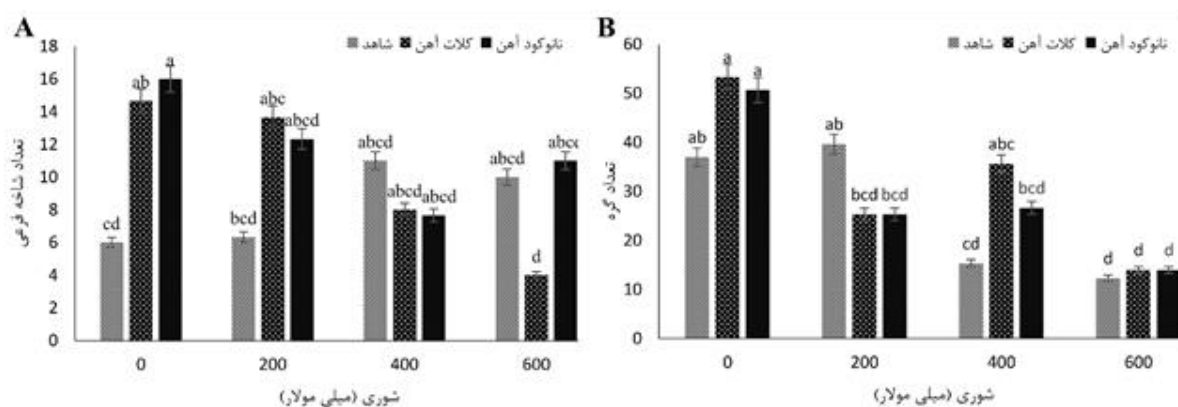 A
شاهد کلات آهن نانوکود آهن
18
16
14
12
10
8
6
4
2
0
تعداد شاخه فرعی
cd ab a
bcd abc abcd
abcd abcd abcd
abcd d abcd
0 200 400 600
شوری (میلی مولار)
B
شاهد کلات آهن نانوکود آهن
60
50
40
30
20
10
0
تعداد گره
ab a a
ab bcd bcd
cd abc bcd
d d d
0 200 400 600
شوری (میلی مولار)